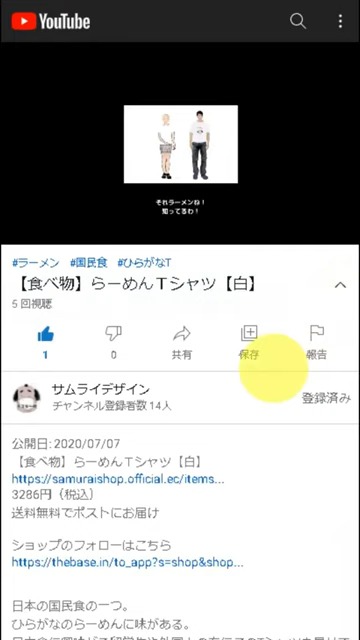 YouTube
それラーメンね！
知ってるわ！
#ラーメン #国民食 #ひらがなT
【食べ物】らーめんTシャツ【白】
5 回視聴
1
0
共有
保存
報告
サムライデザイン
チャンネル登録者数 14人
登録済み
公開日: 2020/07/07
【食べ物】らーめんTシャツ【白】
https://samuraishop.official.ec/items...
3286円（税込）
送料無料でポストにお届け
ショップのフォローはこちら
https://thebase.in/to_app?s=shop&shop...
日本の国民食の一つ。
ひらがなのらーめんに味がある。